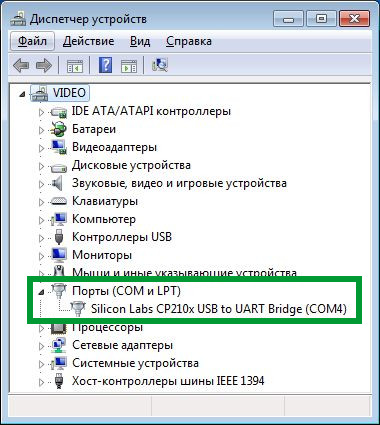 Диспетчер устройств
Файл Действие Вид Справка
VIDEO
IDE ATA/ATAPI контроллеры
Батареи
Видеоадаптеры
Дисковые устройства
Звуковые, видео и игровые устройства
Клавиатуры
Компьютер
Контроллеры USB
Мониторы
Мыши и иные указывающие устройства
Порты (COM и LPT)
Silicon Labs CP210x USB to UART Bridge (COM4)
Процессоры
Сетевые адаптеры
Системные устройства
Хост-контроллеры шины IEEE 1394